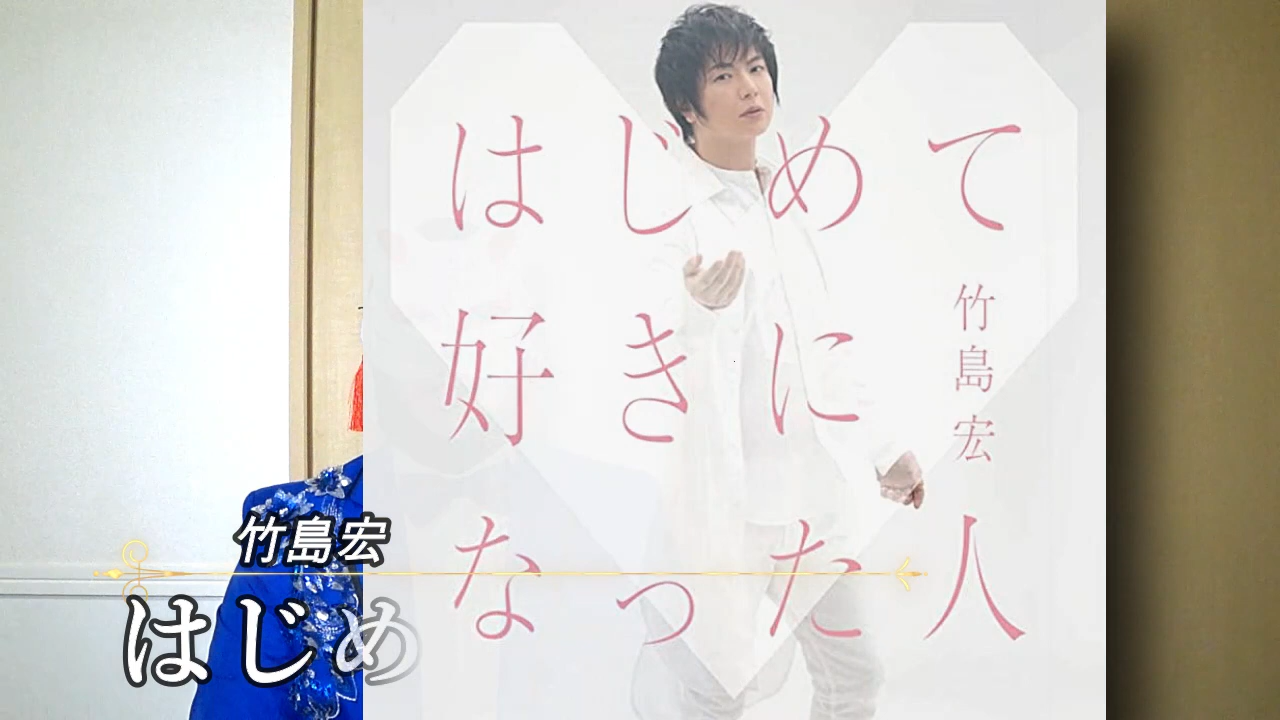 はじめて
好きに
なった人
竹島宏
竹島宏
はじめ